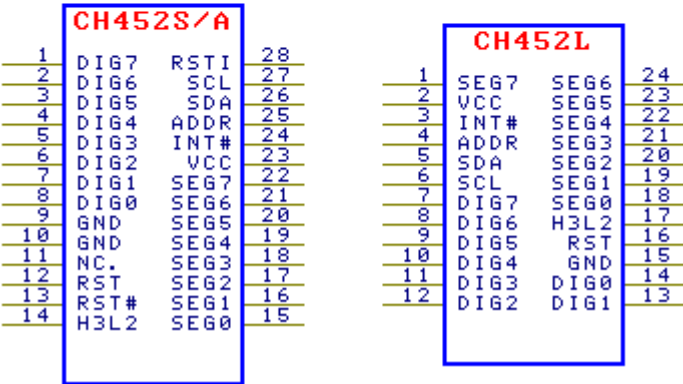 CH452S/A
1 DIG7 RSTI 28
2 DIG6 SCL 27
3 DIG5 SDA 26
4 DIG4 ADDR 25
5 DIG3 INT# 24
6 DIG2 VCC 23
7 DIG1 SEG7 22
8 DIG0 SEG6 21
9 GND SEG5 20
10 GND SEG4 19
11 NC. SEG3 18
12 RST SEG2 17
13 RST# SEG1 16
14 H3L2 SEG0 15
CH452L
1 SEG7 SEG6 24
2 VCC SEG5 23
3 INT# SEG4 22
4 ADDR SEG3 21
5 SDA SEG2 20
6 SCL SEG1 19
7 DIG7 SEG0 18
8 DIG6 H3L2 17
9 DIG5 RST 16
10 DIG4 GND 15
11 DIG3 DIG0 14
12 DIG2 DIG1 13